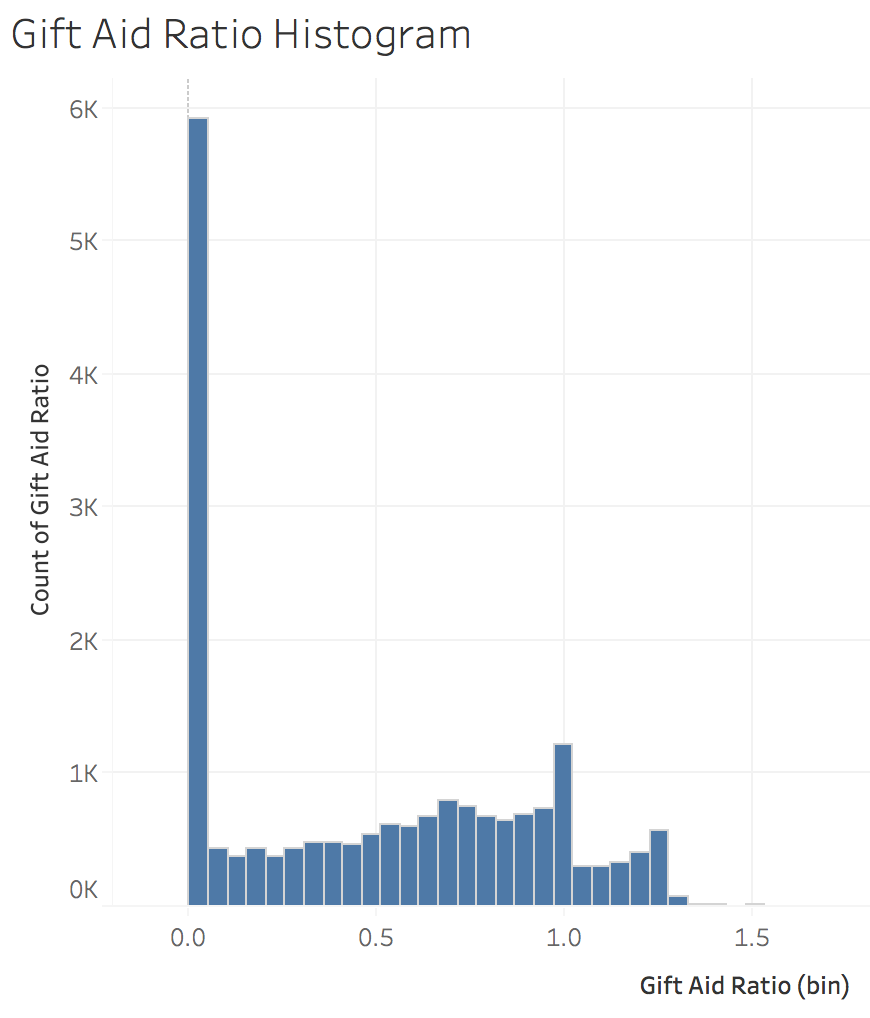 Gift Aid Ratio Histogram
6K
5K
4K
3K
2K
1K
0K
Count of Gift Aid Ratio
0.0 0.5 1.0 1.5
Gift Aid Ratio (bin)